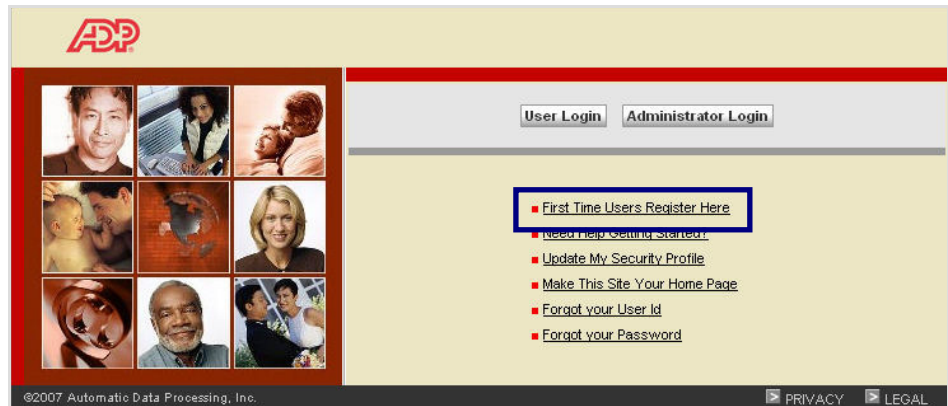 ADP
User Login Administrator Login
First Time Users Register Here
Need Help Getting Started?
Update My Security Profile
Make This Site Your Home Page
Forgot your User Id
Forgot your Password
©2007 Automatic Data Processing, Inc. PRIVACY LEGAL